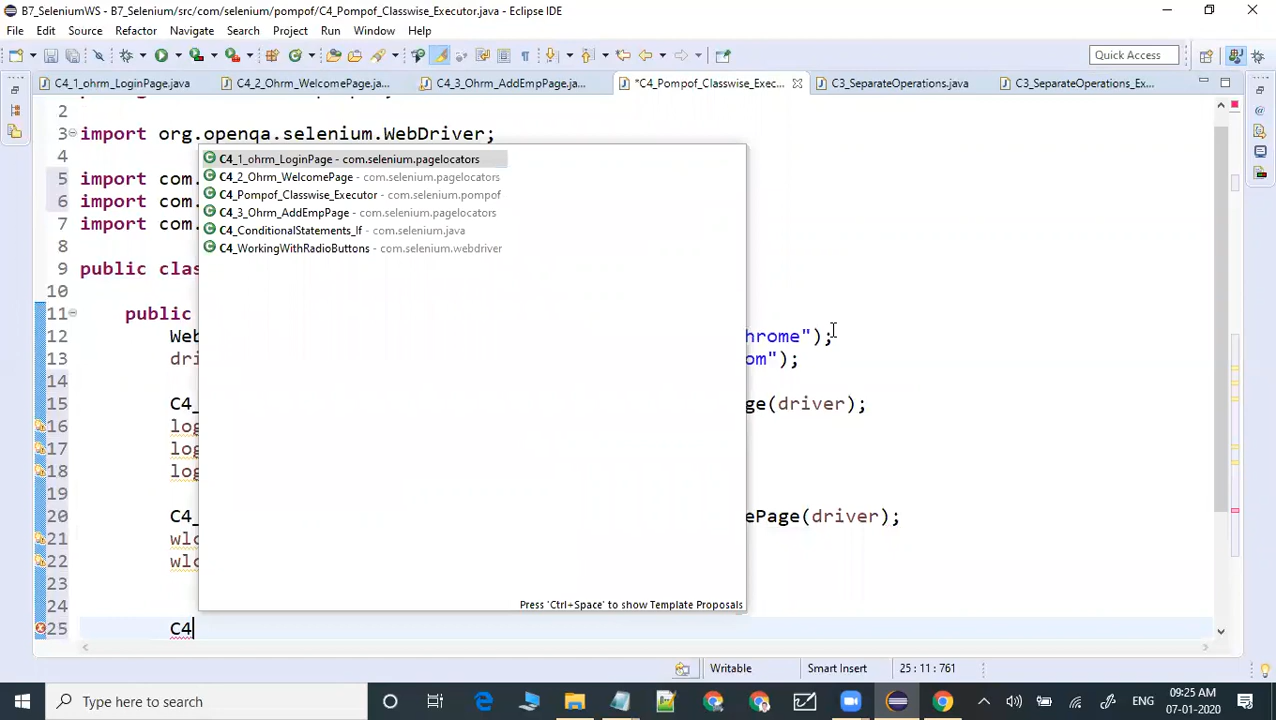 B7_SeleniumWS - B7_Selenium/src/com/selenium/pompof/C4_Pompof_Classwise_Executor.java - Eclipse IDE
File Edit Source Refactor Navigate Search Project Run Window Help
Quick Access
C4_1_ohrm_LoginPage.java C4_2_Ohrm_WelcomePage.ja... C4_3_Ohrm_AddEmpPage.ja... *C4_Pompof_Classwise_Exec... C3_SeparateOperations.java C3_SeparateOperations_Ex...
2
3 import org.openqa.selenium.WebDriver;
4
C4_1_ohrm_LoginPage - com.selenium.pagelocators
5 import com.
C4_2_Ohrm_WelcomePage - com.selenium.pagelocators
6 import com.
C4_Pompof_Classwise_Executor - com.selenium.pompof
7 import com.
C4_3_Ohrm_AddEmpPage - com.selenium.pagelocators
C4_ConditionalStatements_If - com.selenium.java
8
C4_WorkingWithRadioButtons - com.selenium.webdriver
9 public clas
10
11 public
12 Web hrome");
13 dri om");
14
15 C4_ ge(driver);
16 log
17 log
18 log
19
20 C4_ ePage(driver);
21 wlc
22 wlc
23
24
Press 'Ctrl+Space' to show Template Proposals
25 C4
Writable Smart Insert 25 : 11 : 761
Type here to search
ENG
09:25 AM
07-01-2020